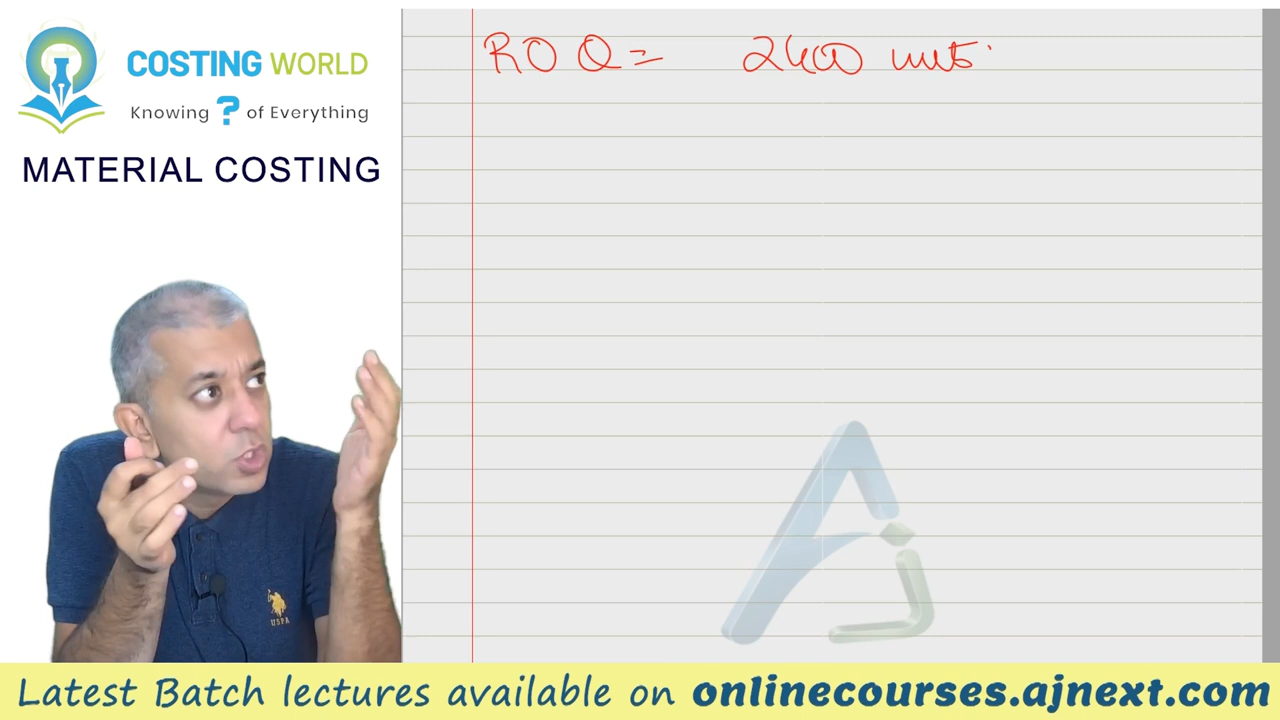 COSTING WORLD
Knowing ? of Everything
MATERIAL COSTING
ROQ = 2400 units
USPA
Latest Batch lectures available on onlinecourses.ajnext.com